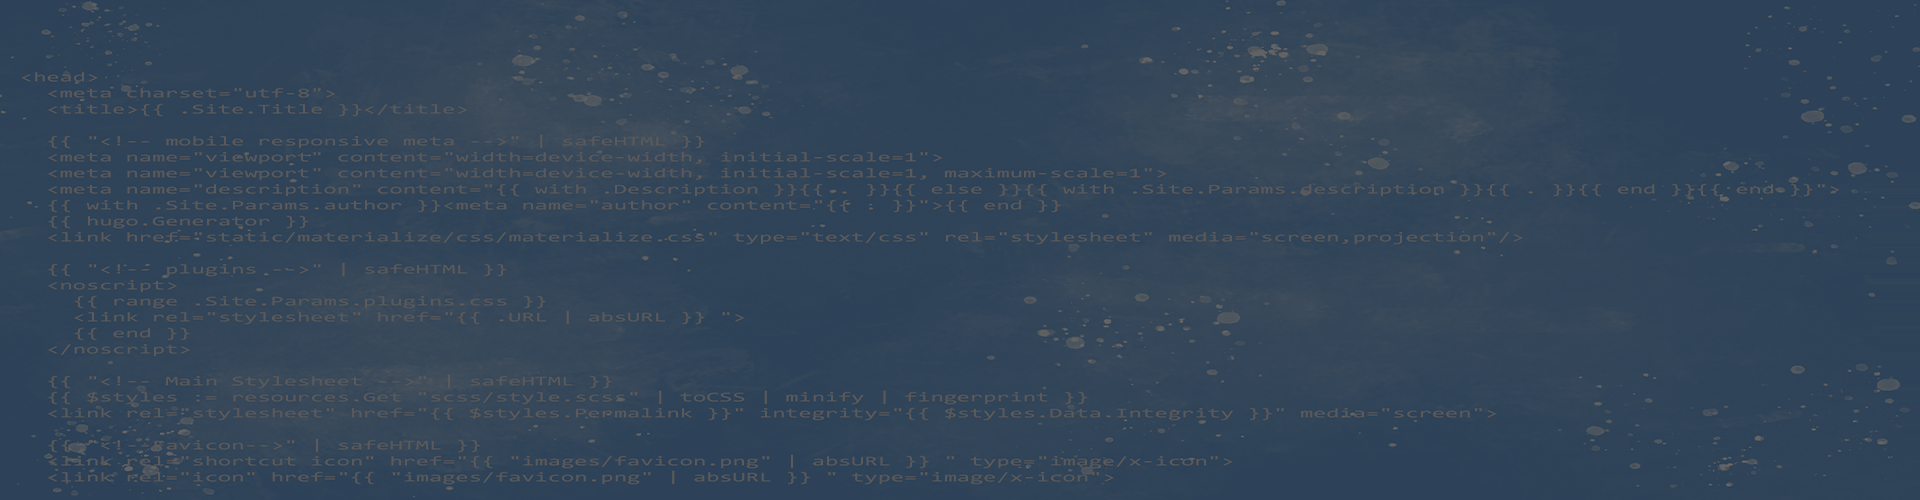 <head>
<meta charset="utf-8">
<title>{{ .Site.Title }}</title>
{{ "<!-- mobile responsive meta -->" | safeHTML }}
<meta name="viewport" content="width=device-width, initial-scale=1">
<meta name="viewport" content="width=device-width, initial-scale=1, maximum-scale=1">
<meta name="description" content="{{ with .Description }}{{ . }}{{ else }}{{ with .Site.Params.description }}{{ . }}{{ end }}{{ end }}">
{{ with .Site.Params.author }}<meta name="author" content="{{ . }}">{{ end }}
{{ hugo.Generator }}
<link href="static/materialize/css/materialize.css" type="text/css" rel="stylesheet" media="screen,projection"/>
{{ "<!-- plugins -->" | safeHTML }}
<noscript>
{{ range .Site.Params.plugins.css }}
<link rel="stylesheet" href="{{ .URL | absURL }} ">
{{ end }}
</noscript>
{{ "<!-- Main Stylesheet -->" | safeHTML }}
{{ $styles := resources.Get "scss/style.scss" | toCSS | minify | fingerprint }}
<link rel="stylesheet" href="{{ $styles.Permalink }}" integrity="{{ $styles.Data.Integrity }}" media="screen">
{{ "<!--favicon-->" | safeHTML }}
<link rel="shortcut icon" href="{{ "images/favicon.png" | absURL }} " type="image/x-icon">
<link rel="icon" href="{{ "images/favicon.png" | absURL }} " type="image/x-icon">